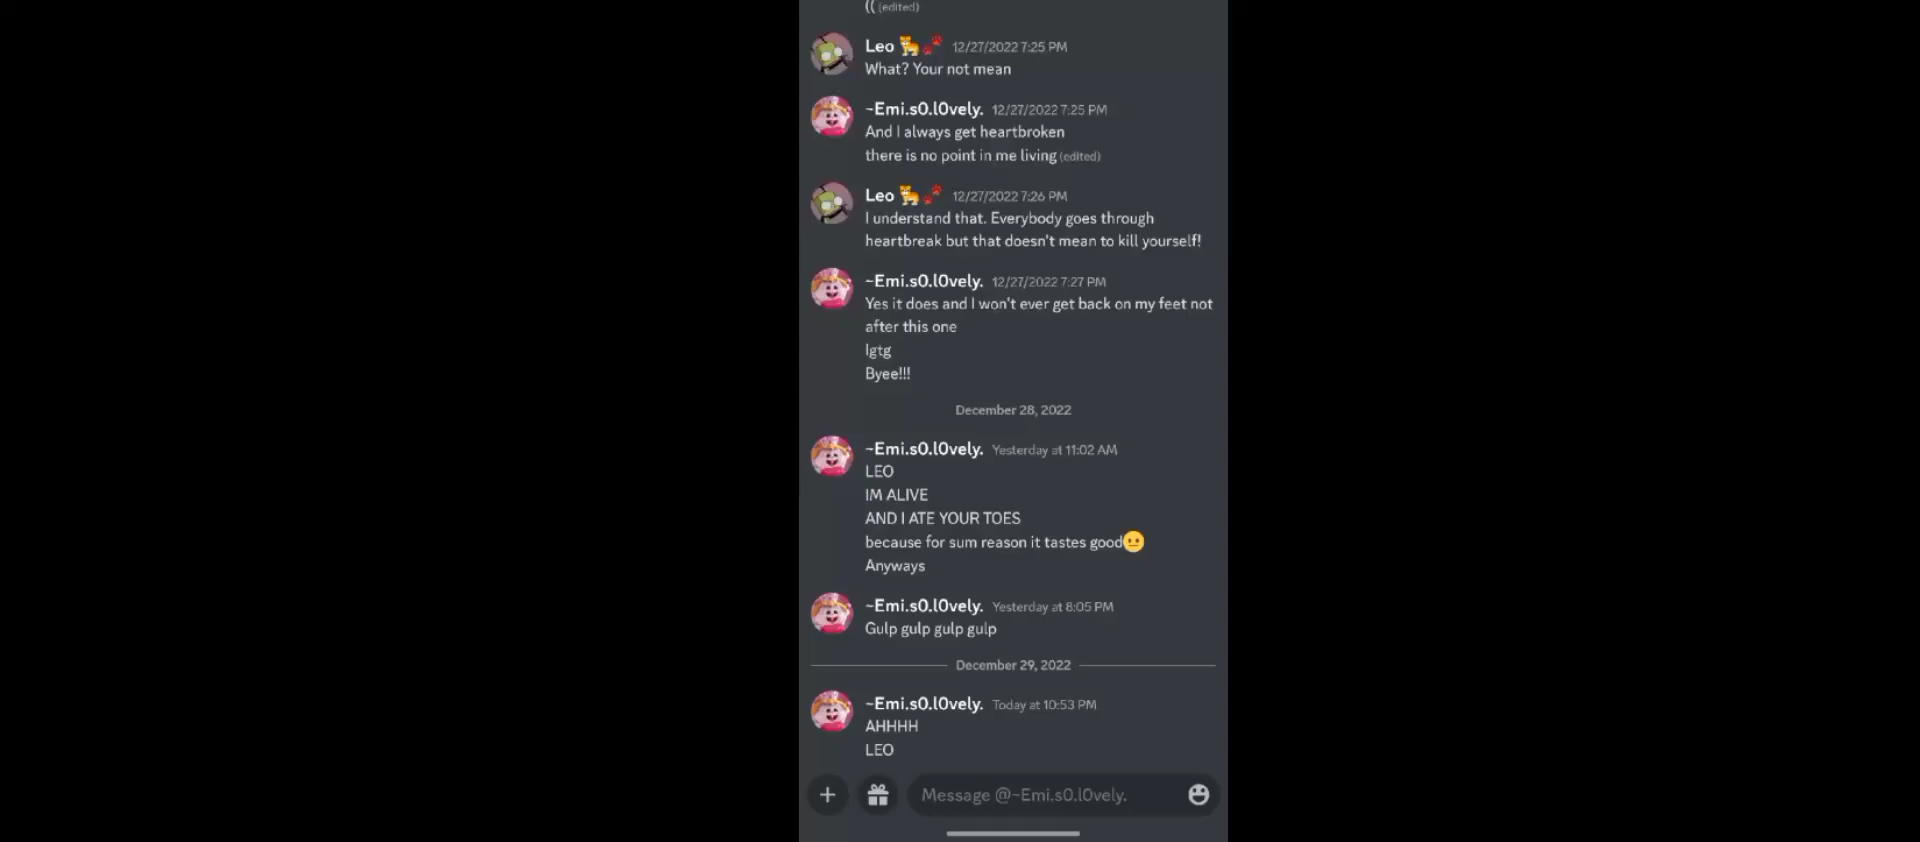 (( (edited)
Leo 🐅🐾 12/27/2022 7:25 PM
What? Your not mean
~Emi.s0.l0vely. 12/27/2022 7:25 PM
And I always get heartbroken
there is no point in me living (edited)
Leo 🐅🐾 12/27/2022 7:26 PM
I understand that. Everybody goes through
heartbreak but that doesn't mean to kill yourself!
~Emi.s0.l0vely. 12/27/2022 7:27 PM
Yes it does and I won't ever get back on my feet not
after this one
Igtg
Byee!!!
December 28, 2022
~Emi.s0.l0vely. Yesterday at 11:02 AM
LEO
IM ALIVE
AND I ATE YOUR TOES
because for sum reason it tastes good😐
Anyways
~Emi.s0.l0vely. Yesterday at 8:05 PM
Gulp gulp gulp gulp
December 29, 2022
~Emi.s0.l0vely. Today at 10:53 PM
AHHHH
LEO
Message @~Emi.s0.l0vely.